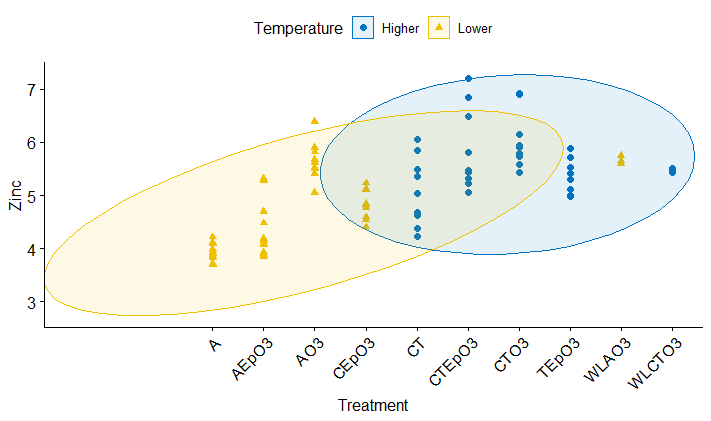 Temperature Higher Lower
Zinc
7
6
5
4
3
A AEpO3 AO3 CEpO3 CT CTEpO3 CTO3 TEpO3 WLAO3 WLCTO3
Treatment